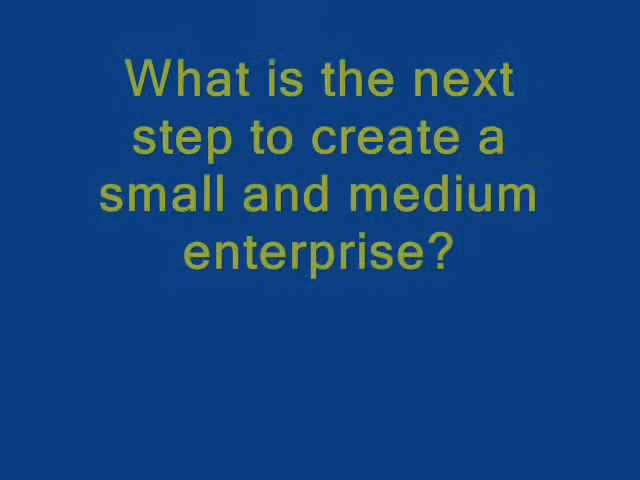 What is the next
step to create a
small and medium
enterprise?